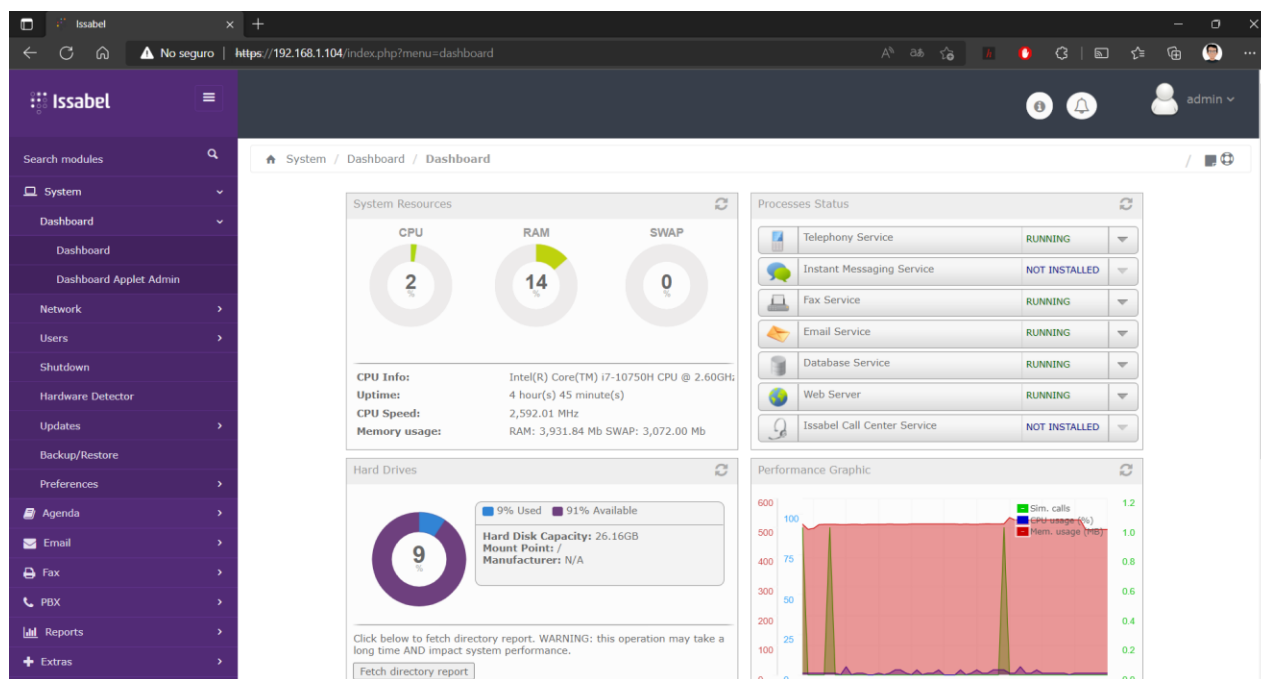 Issabel
No seguro | https://192.168.1.104/index.php?menu=dashboard
Issabel
admin
Search modules
System / Dashboard / Dashboard
System
Dashboard
Dashboard
Dashboard Applet Admin
Network
Users
Shutdown
Hardware Detector
Updates
Backup/Restore
Preferences
Agenda
Email
Fax
PBX
Reports
Extras
System Resources
CPU RAM SWAP
2 % 14 % 0 %
CPU Info: Intel(R) Core(TM) i7-10750H CPU @ 2.60GHz
Uptime: 4 hour(s) 45 minute(s)
CPU Speed: 2,592.01 MHz
Memory usage: RAM: 3,931.84 Mb SWAP: 3,072.00 Mb
Processes Status
Telephony Service RUNNING
Instant Messaging Service NOT INSTALLED
Fax Service RUNNING
Email Service RUNNING
Database Service RUNNING
Web Server RUNNING
Issabel Call Center Service NOT INSTALLED
Hard Drives
9% Used 91% Available
9 %
Hard Disk Capacity: 26.16GB
Mount Point: /
Manufacturer: N/A
Click below to fetch directory report. WARNING: this operation may take a
long time AND impact system performance.
Fetch directory report
Performance Graphic
Sim. calls
CPU usage (%)
Mem. usage (MB)
600 1.2
100
500 1.0
400 75 0.8
300 50 0.6
200 0.4
25
100 0.2